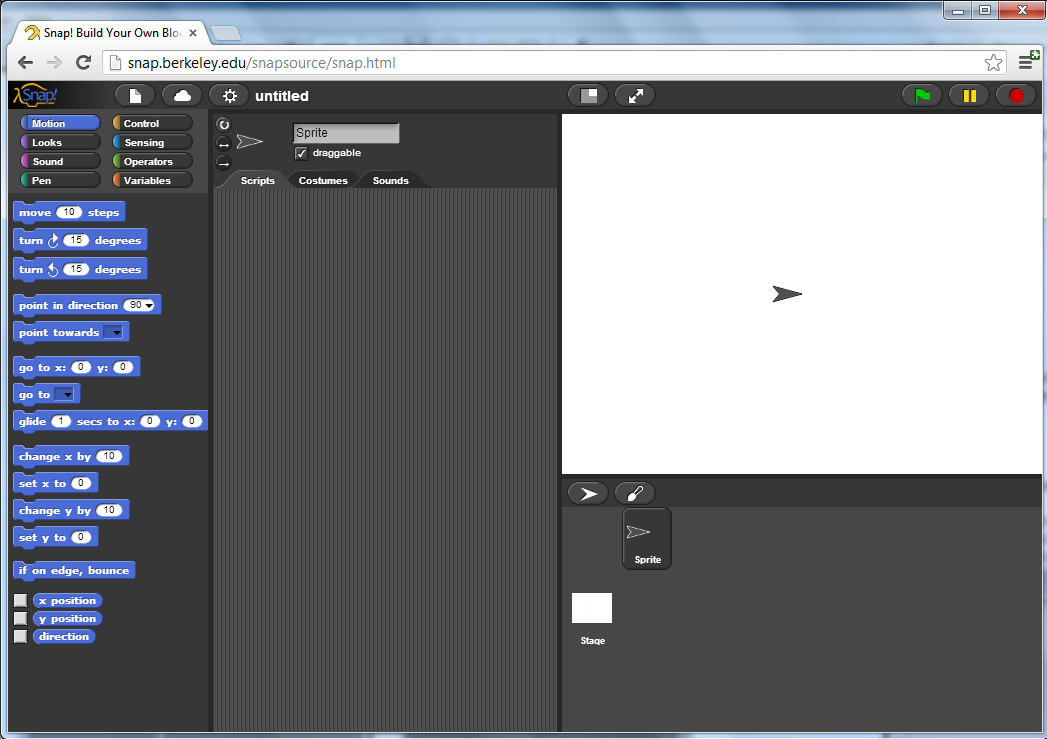 Snap! Build Your Own Blo
snap.berkeley.edu/snapsource/snap.html
Snap!
untitled
Motion
Control
Looks
Sensing
Sound
Operators
Pen
Variables
Sprite
draggable
Scripts
Costumes
Sounds
move 10 steps
turn 15 degrees
turn 15 degrees
point in direction 90
point towards
go to x: 0 y: 0
go to
glide 1 secs to x: 0 y: 0
change x by 10
set x to 0
change y by 10
set y to 0
if on edge, bounce
x position
y position
direction
Sprite
Stage